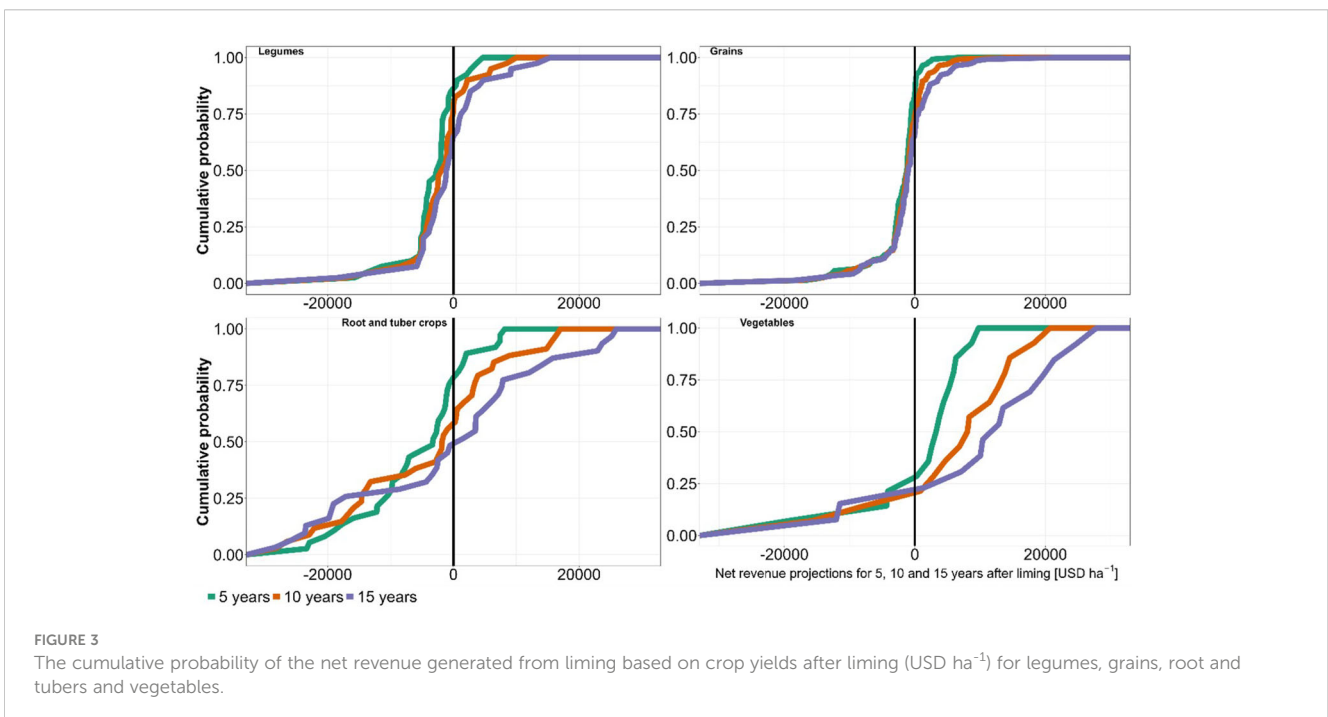 Legumes
Cumulative probability
1.00
0.75
0.50
0.25
0.00
-20000
0
20000
Grains
1.00
0.75
0.50
0.25
0.00
-20000
0
20000
Root and tuber crops
Cumulative probability
1.00
0.75
0.50
0.25
0.00
-20000
0
20000
Vegetables
1.00
0.75
0.50
0.25
0.00
-20000
0
20000
Net revenue projections for 5, 10 and 15 years after liming [USD ha⁻¹]
5 years 10 years 15 years
FIGURE 3
The cumulative probability of the net revenue generated from liming based on crop yields after liming (USD ha⁻¹) for legumes, grains, root and
tubers and vegetables.